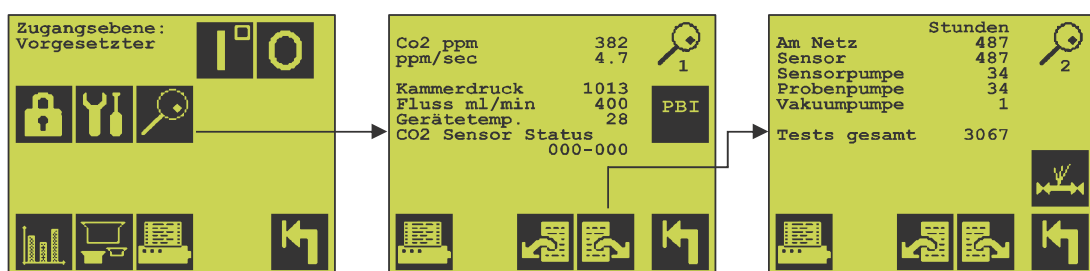 Zugangsebene:
Vorgesetzter
Co2 ppm 382
ppm/sec 4.7
1
Kammerdruck 1013
Fluss ml/min 400
Gerätetemp. 28
CO2 Sensor Status
000-000
PBI
Stunden
Am Netz 487
Sensor 487
Sensorpumpe 34
Probenpumpe 34
Vakuumpumpe 1
2
Tests gesamt 3067